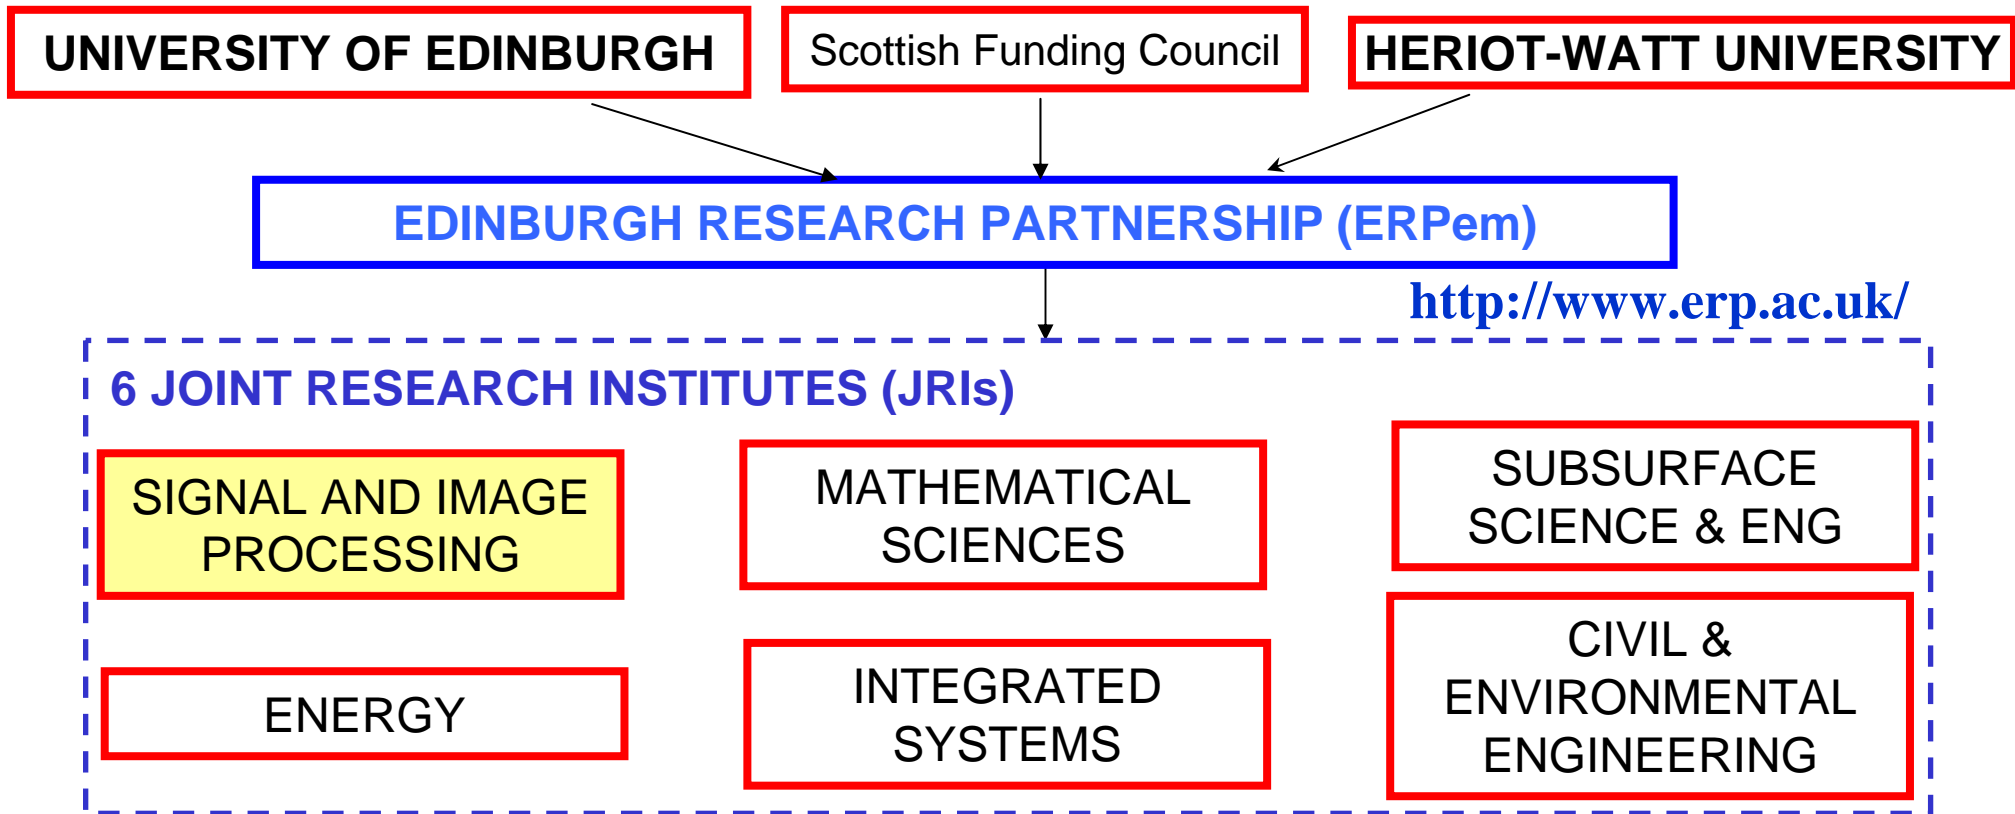 UNIVERSITY OF EDINBURGH
Scottish Funding Council
HERIOT-WATT UNIVERSITY
EDINBURGH RESEARCH PARTNERSHIP (ERPem)
http://www.erp.ac.uk/
6 JOINT RESEARCH INSTITUTES (JRIs)
SIGNAL AND IMAGE
PROCESSING
MATHEMATICAL
SCIENCES
SUBSURFACE
SCIENCE & ENG
ENERGY
INTEGRATED
SYSTEMS
CIVIL &
ENVIRONMENTAL
ENGINEERING